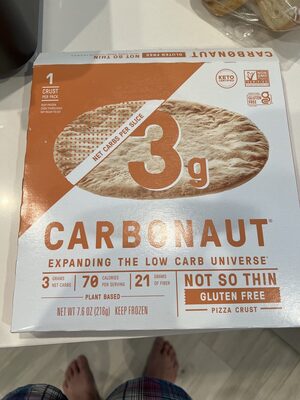 CARBONAUT
NOT SO THIN GLUTEN FREE
1
CRUST
PER PACK
KETO
NON
GMO
NET CARBS PER SLICE
3g
CARBONAUT®
EXPANDING THE LOW CARB UNIVERSE
3 GRAMS NET CARBS
70 CALORIES PER SERVING
21 GRAMS OF FIBER
PLANT BASED
NET WT 7.6 OZ (216g) KEEP FROZEN
NOT SO THIN
GLUTEN FREE
PIZZA CRUST